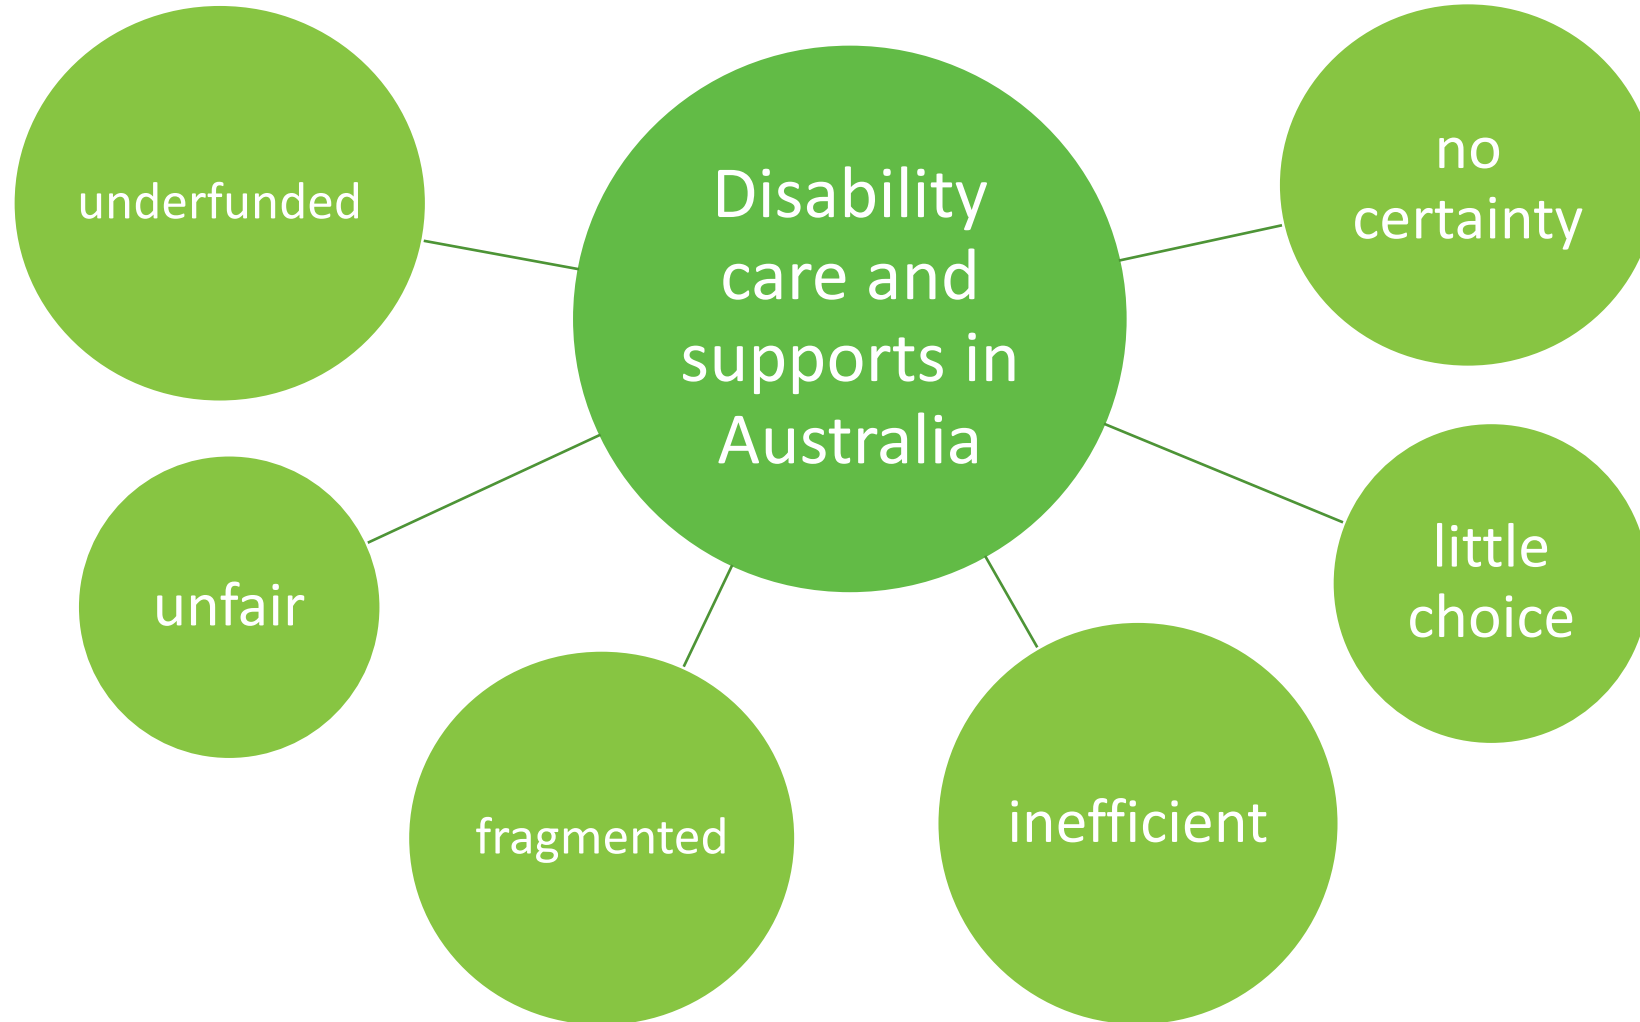 Disability
care and
supports in
Australia
underfunded
unfair
fragmented
inefficient
little
choice
no
certainty